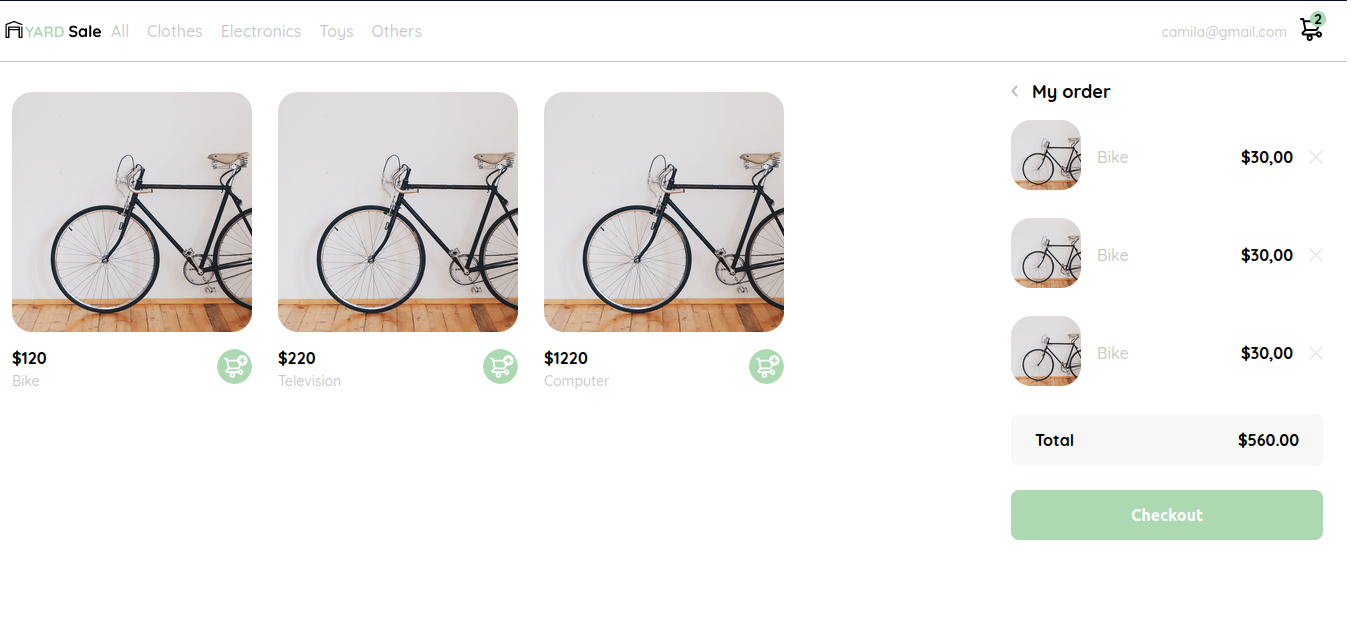 YARD Sale All Clothes Electronics Toys Others camila@gmail.com 2
My order
Bike $30,00
Bike $30,00
Bike $30,00
Total $560.00
Checkout
$120
Bike
$220
Television
$1220
Computer